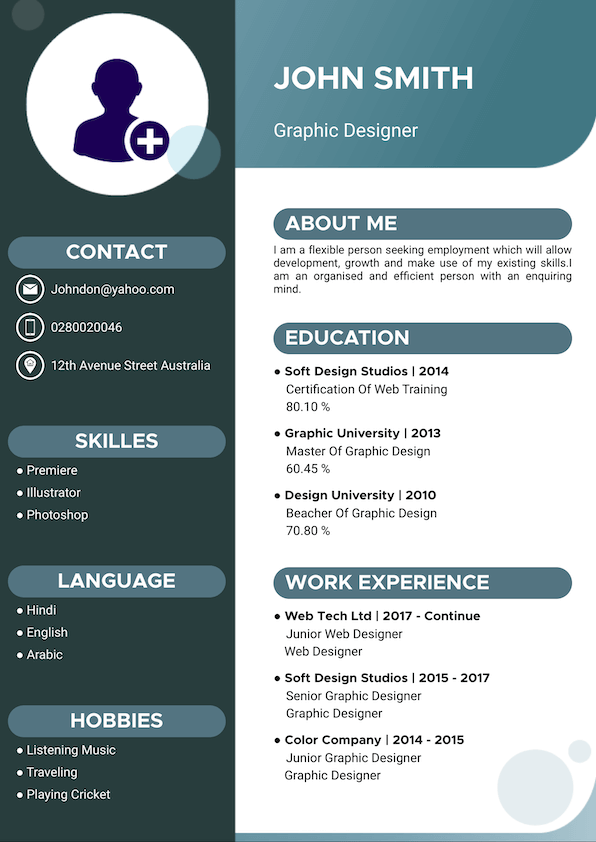 JOHN SMITH
Graphic Designer
CONTACT
Johndon@yahoo.com
0280020046
12th Avenue Street Australia
SKILLES
● Premiere
● Illustrator
● Photoshop
LANGUAGE
● Hindi
● English
● Arabic
HOBBIES
● Listening Music
● Traveling
● Playing Cricket
ABOUT ME
I am a flexible person seeking employment which will allow
development, growth and make use of my existing skills.I
am an organised and efficient person with an enquiring
mind.
EDUCATION
● Soft Design Studios | 2014
Certification Of Web Training
80.10 %
● Graphic University | 2013
Master Of Graphic Design
60.45 %
● Design University | 2010
Beacher Of Graphic Design
70.80 %
WORK EXPERIENCE
● Web Tech Ltd | 2017 - Continue
Junior Web Designer
Web Designer
● Soft Design Studios | 2015 - 2017
Senior Graphic Designer
Graphic Designer
● Color Company | 2014 - 2015
Junior Graphic Designer
Graphic Designer